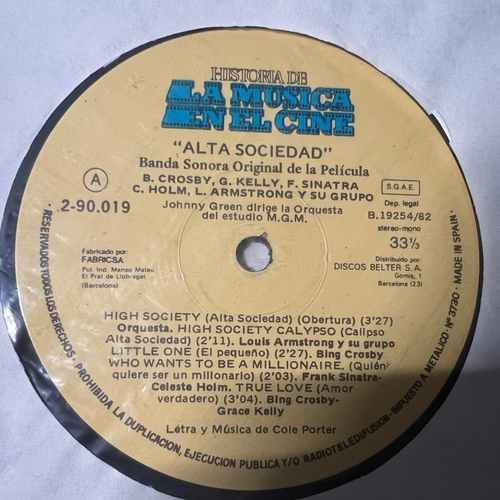 HISTORIA DE
LA MUSICA
EN EL CINE
"ALTA SOCIEDAD"
Banda Sonora Original de la Película
B. CROSBY, G. KELLY, F. SINATRA
C. HOLM, L. ARMSTRONG Y SU GRUPO
Johnny Green dirige la Orquesta
del estudio M.G.M.
A
2-90.019
Fabricado por:
FABRICSA
Pol. Ind. Manso Mateu
El Prat de Llobregat
(Barcelona)
S.G.A.E.
Dep. legal
B.19254/82
stereo-mono
33⅓
Distribuido por:
DISCOS BELTER S.A.
Gomis, 1
Barcelona (23)
HIGH SOCIETY (Alta Sociedad) (Obertura) (3'27)
Orquesta. HIGH SOCIETY CALYPSO (Calipso
Alta Sociedad) (2'11). Louis Armstrong y su grupo
LITTLE ONE (El pequeño) (2'27). Bing Crosby
WHO WANTS TO BE A MILLIONAIRE. (Quién
quiere ser un millonario) (2'03). Frank Sinatra-
Celeste Holm. TRUE LOVE (Amor
verdadero) (3'04). Bing Crosby-
Grace Kelly
Letra y Música de Cole Porter
RESERVADOS TODOS LOS DERECHOS - PROHIBIDA LA DUPLICACION, EJECUCION PUBLICA Y/O RADIOTELEDIFUSION - IMPUESTO A METALICO: Nº 3790 - MADE IN SPAIN